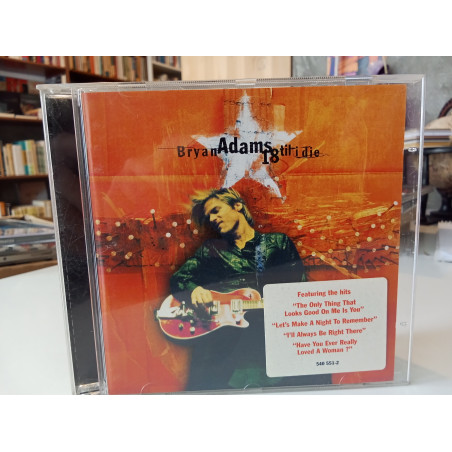 Bryan Adams 18 til i die
Featuring the hits
"The Only Thing That
Looks Good On Me Is You"
"Let's Make A Night To Remember"
"I'll Always Be Right There"
"Have You Ever Really
Loved A Woman ?"
540 551-2